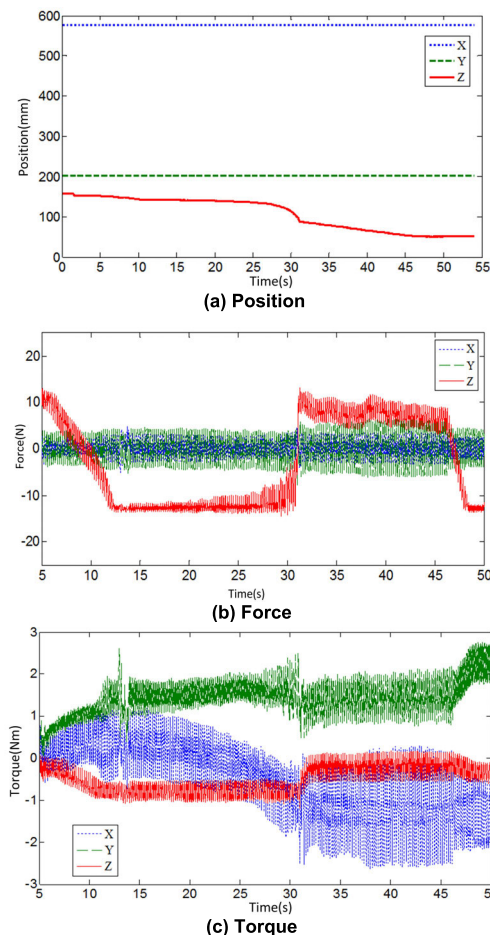 600
500
400
300
200
100
0
Position(mm)
X
Y
Z
0 5 10 15 20 25 30 35 40 45 50 55
Time(s)
(a) Position
20
10
0
-10
-20
Force(N)
X
Y
Z
5 10 15 20 25 30 35 40 45 50
Time(s)
(b) Force
3
2
1
0
-1
-2
-3
Torque(Nm)
X
Y
Z
5 10 15 20 25 30 35 40 45 50
Time(s)
(c) Torque